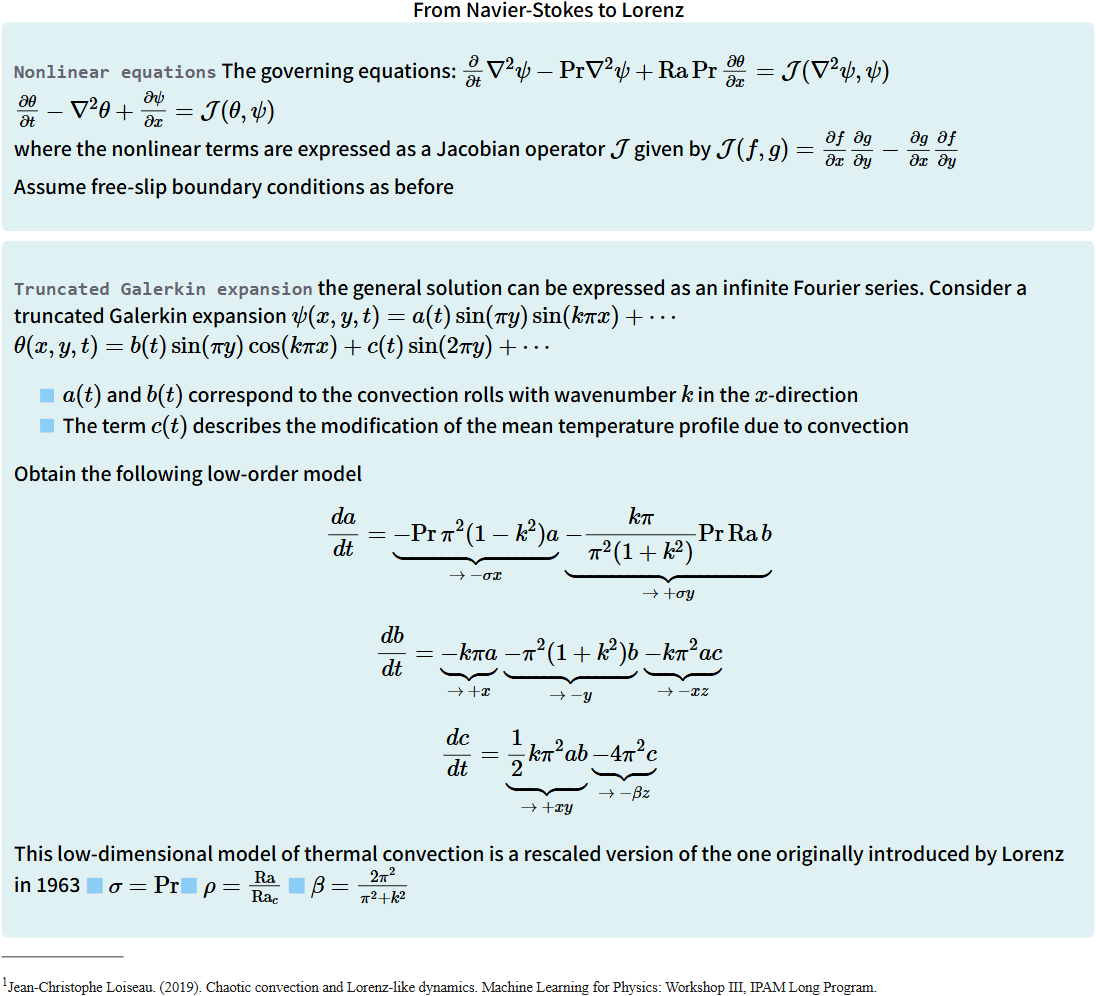 From Navier-Stokes to Lorenz
Nonlinear equations The governing equations: $\frac{\partial}{\partial t}\nabla^2\psi - \mathrm{Pr}\nabla^2\psi + \mathrm{Ra\,Pr}\,\frac{\partial\theta}{\partial x} = \mathcal{J}(\nabla^2\psi, \psi)$
$\frac{\partial\theta}{\partial t} - \nabla^2\theta + \frac{\partial\psi}{\partial x} = \mathcal{J}(\theta, \psi)$
where the nonlinear terms are expressed as a Jacobian operator $\mathcal{J}$ given by $\mathcal{J}(f, g) = \frac{\partial f}{\partial x}\frac{\partial g}{\partial y} - \frac{\partial g}{\partial x}\frac{\partial f}{\partial y}$
Assume free-slip boundary conditions as before
Truncated Galerkin expansion the general solution can be expressed as an infinite Fourier series. Consider a
truncated Galerkin expansion $\psi(x, y, t) = a(t)\sin(\pi y)\sin(k\pi x) + \cdots$
$\theta(x, y, t) = b(t)\sin(\pi y)\cos(k\pi x) + c(t)\sin(2\pi y) + \cdots$
$a(t)$ and $b(t)$ correspond to the convection rolls with wavenumber $k$ in the $x$-direction
The term $c(t)$ describes the modification of the mean temperature profile due to convection
Obtain the following low-order model
$\frac{da}{dt} = \underbrace{-\mathrm{Pr}\,\pi^2(1 - k^2)a}_{\to -\sigma x} \underbrace{-\frac{k\pi}{\pi^2(1 + k^2)}\mathrm{Pr\,Ra}\,b}_{\to +\sigma y}$
$\frac{db}{dt} = \underbrace{-k\pi a}_{\to +x} \underbrace{-\pi^2(1 + k^2)b}_{\to -y} \underbrace{-k\pi^2 ac}_{\to -xz}$
$\frac{dc}{dt} = \underbrace{\frac{1}{2}k\pi^2 ab}_{\to +xy} \underbrace{-4\pi^2 c}_{\to -\beta z}$
This low-dimensional model of thermal convection is a rescaled version of the one originally introduced by Lorenz
in 1963 $\sigma = \mathrm{Pr}$ $\rho = \frac{\mathrm{Ra}}{\mathrm{Ra}_c}$ $\beta = \frac{2\pi^2}{\pi^2 + k^2}$
$^1$Jean-Christophe Loiseau. (2019). Chaotic convection and Lorenz-like dynamics. Machine Learning for Physics: Workshop III, IPAM Long Program.